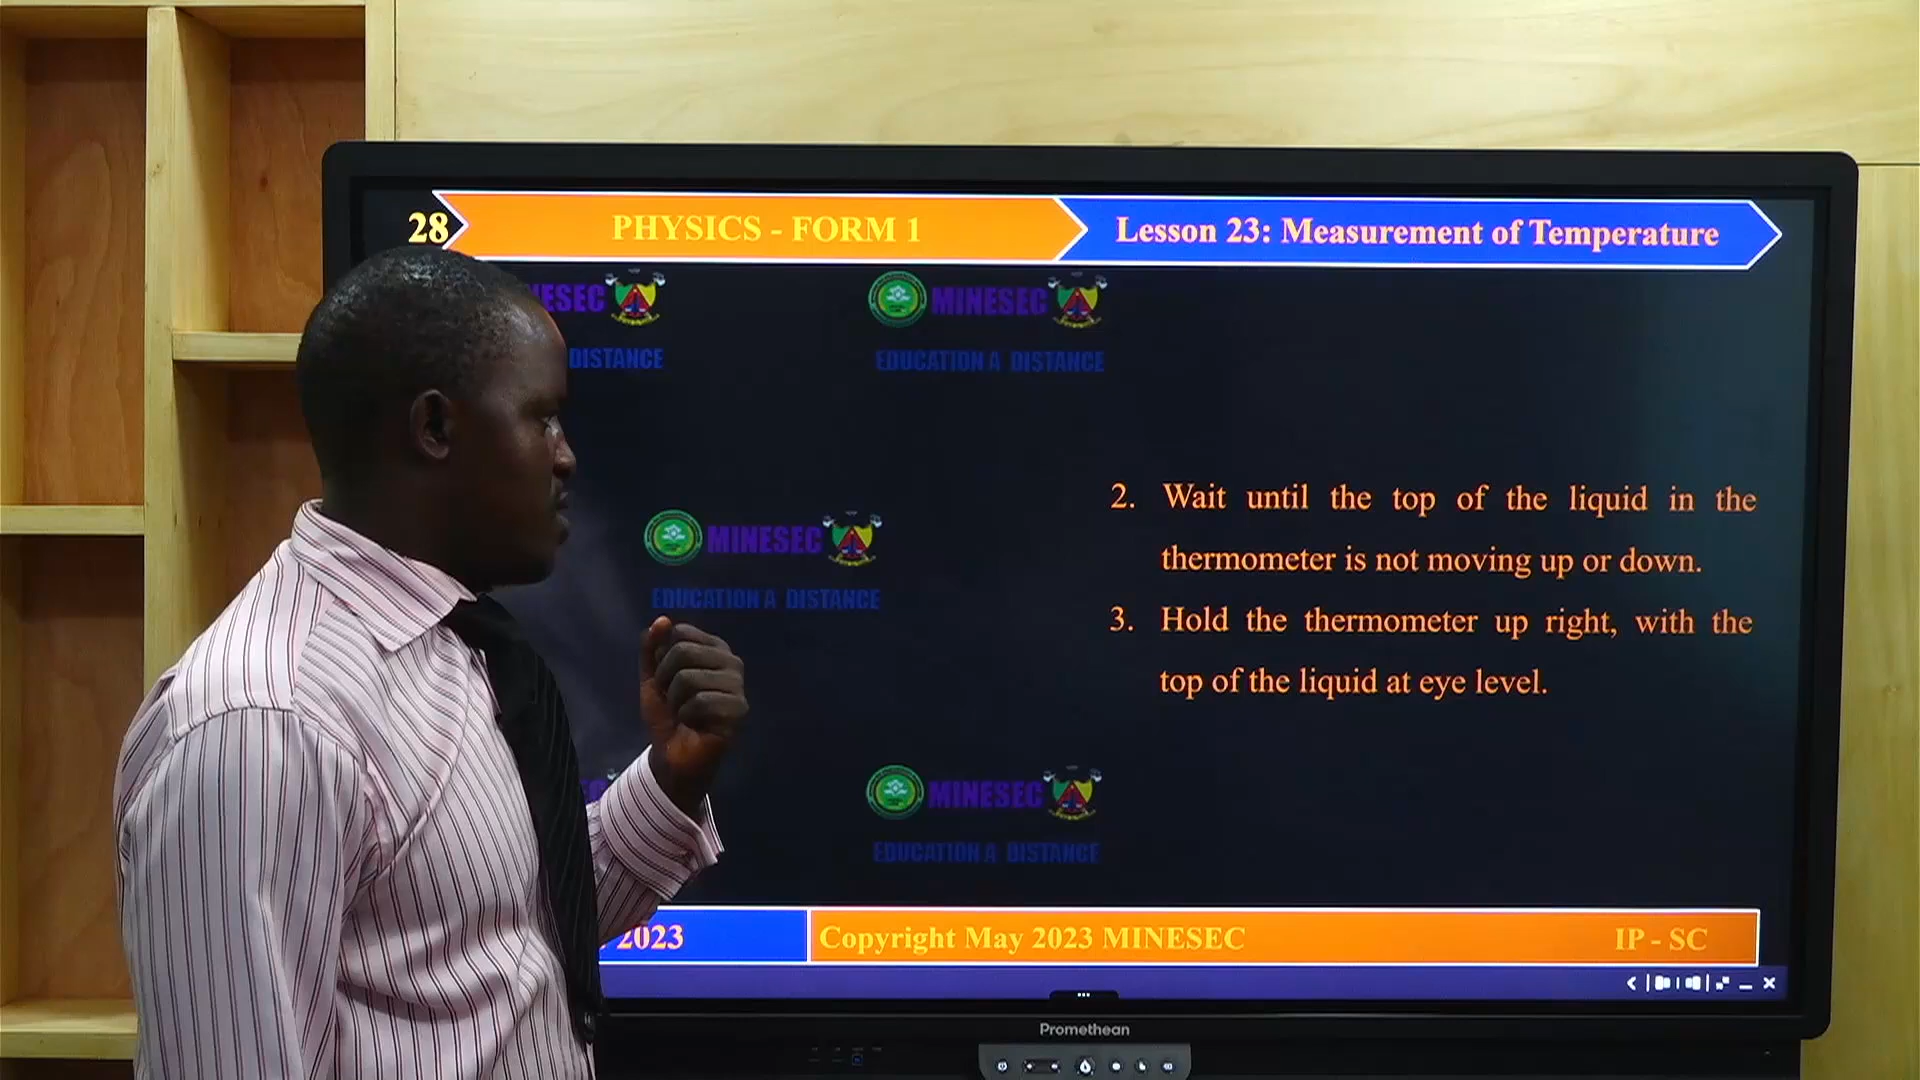 28
PHYSICS - FORM 1
Lesson 23: Measurement of Temperature
MINESEC
DISTANCE
EDUCATION A DISTANCE
2. Wait until the top of the liquid in the
thermometer is not moving up or down.
MINESEC
EDUCATION A DISTANCE
3. Hold the thermometer up right, with the
top of the liquid at eye level.
MINESEC
EDUCATION A DISTANCE
2023
Copyright May 2023 MINESEC
IP - SC
Promethean